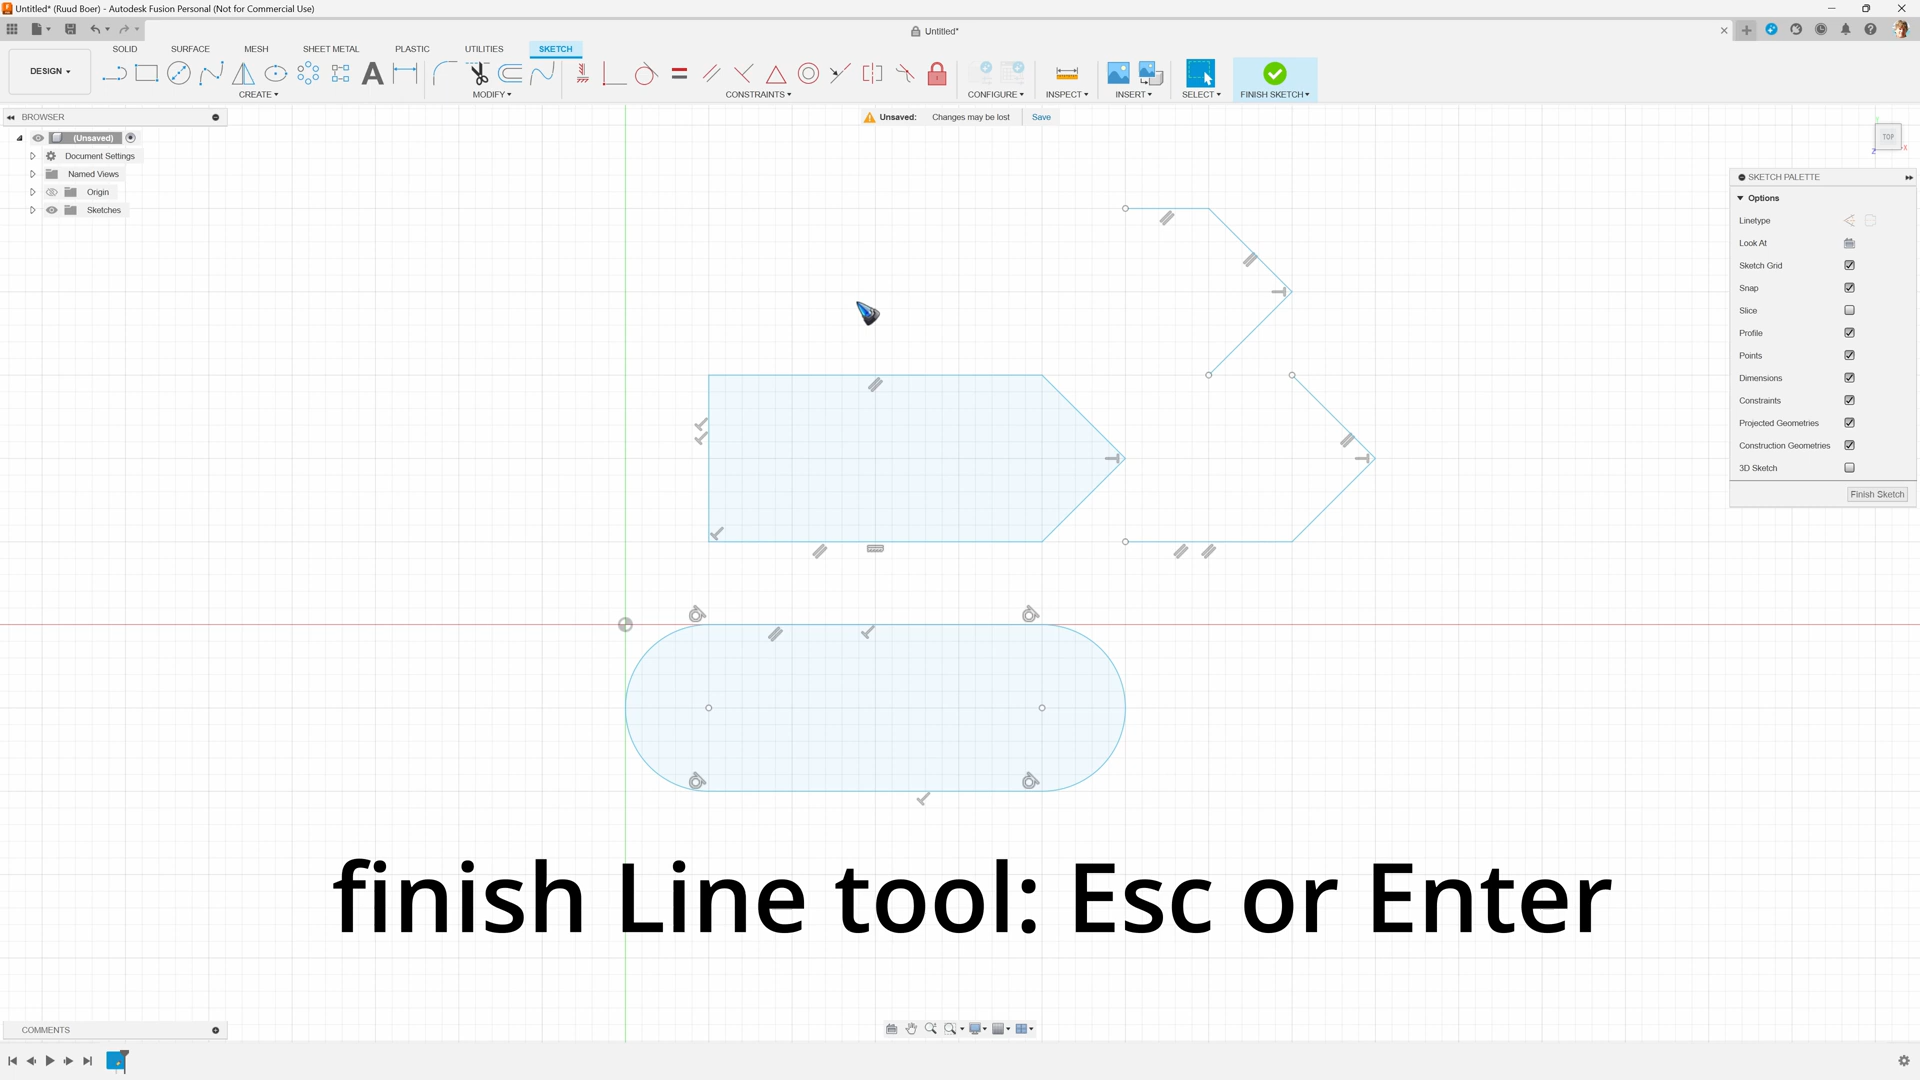 Untitled* (Ruud Boer) - Autodesk Fusion Personal (Not for Commercial Use)
Untitled*
SOLID SURFACE MESH SHEET METAL PLASTIC UTILITIES SKETCH
DESIGN
CREATE MODIFY CONSTRAINTS CONFIGURE INSPECT INSERT SELECT FINISH SKETCH
BROWSER
Unsaved: Changes may be lost Save
(Unsaved)
Document Settings
Named Views
Origin
Sketches
TOP
X
Y
Z
SKETCH PALETTE
Options
Linetype
Look At
Sketch Grid
Snap
Slice
Profile
Points
Dimensions
Constraints
Projected Geometries
Construction Geometries
3D Sketch
Finish Sketch
finish Line tool: Esc or Enter
COMMENTS